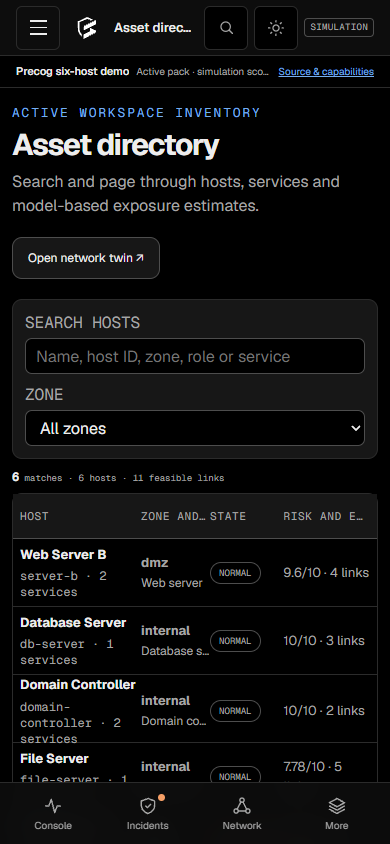 Asset direc...
SIMULATION
Precog six-host demo Active pack · simulation sco... Source & capabilities
ACTIVE WORKSPACE INVENTORY
Asset directory
Search and page through hosts, services and
model-based exposure estimates.
Open network twin ↗
SEARCH HOSTS
Name, host ID, zone, role or service
ZONE
All zones
6 matches · 6 hosts · 11 feasible links
HOST ZONE AND... STATE RISK AND E...
Web Server B
server-b · 2
services
dmz
Web server
NORMAL
9.6/10 · 4 links
Database Server
db-server · 1
services
internal
Database s...
NORMAL
10/10 · 3 links
Domain Controller
domain-
controller · 2
services
internal
Domain co...
NORMAL
10/10 · 2 links
File Server
file-server · 1
internal
NORMAL
7.78/10 · 5
Console
Incidents
Network
More